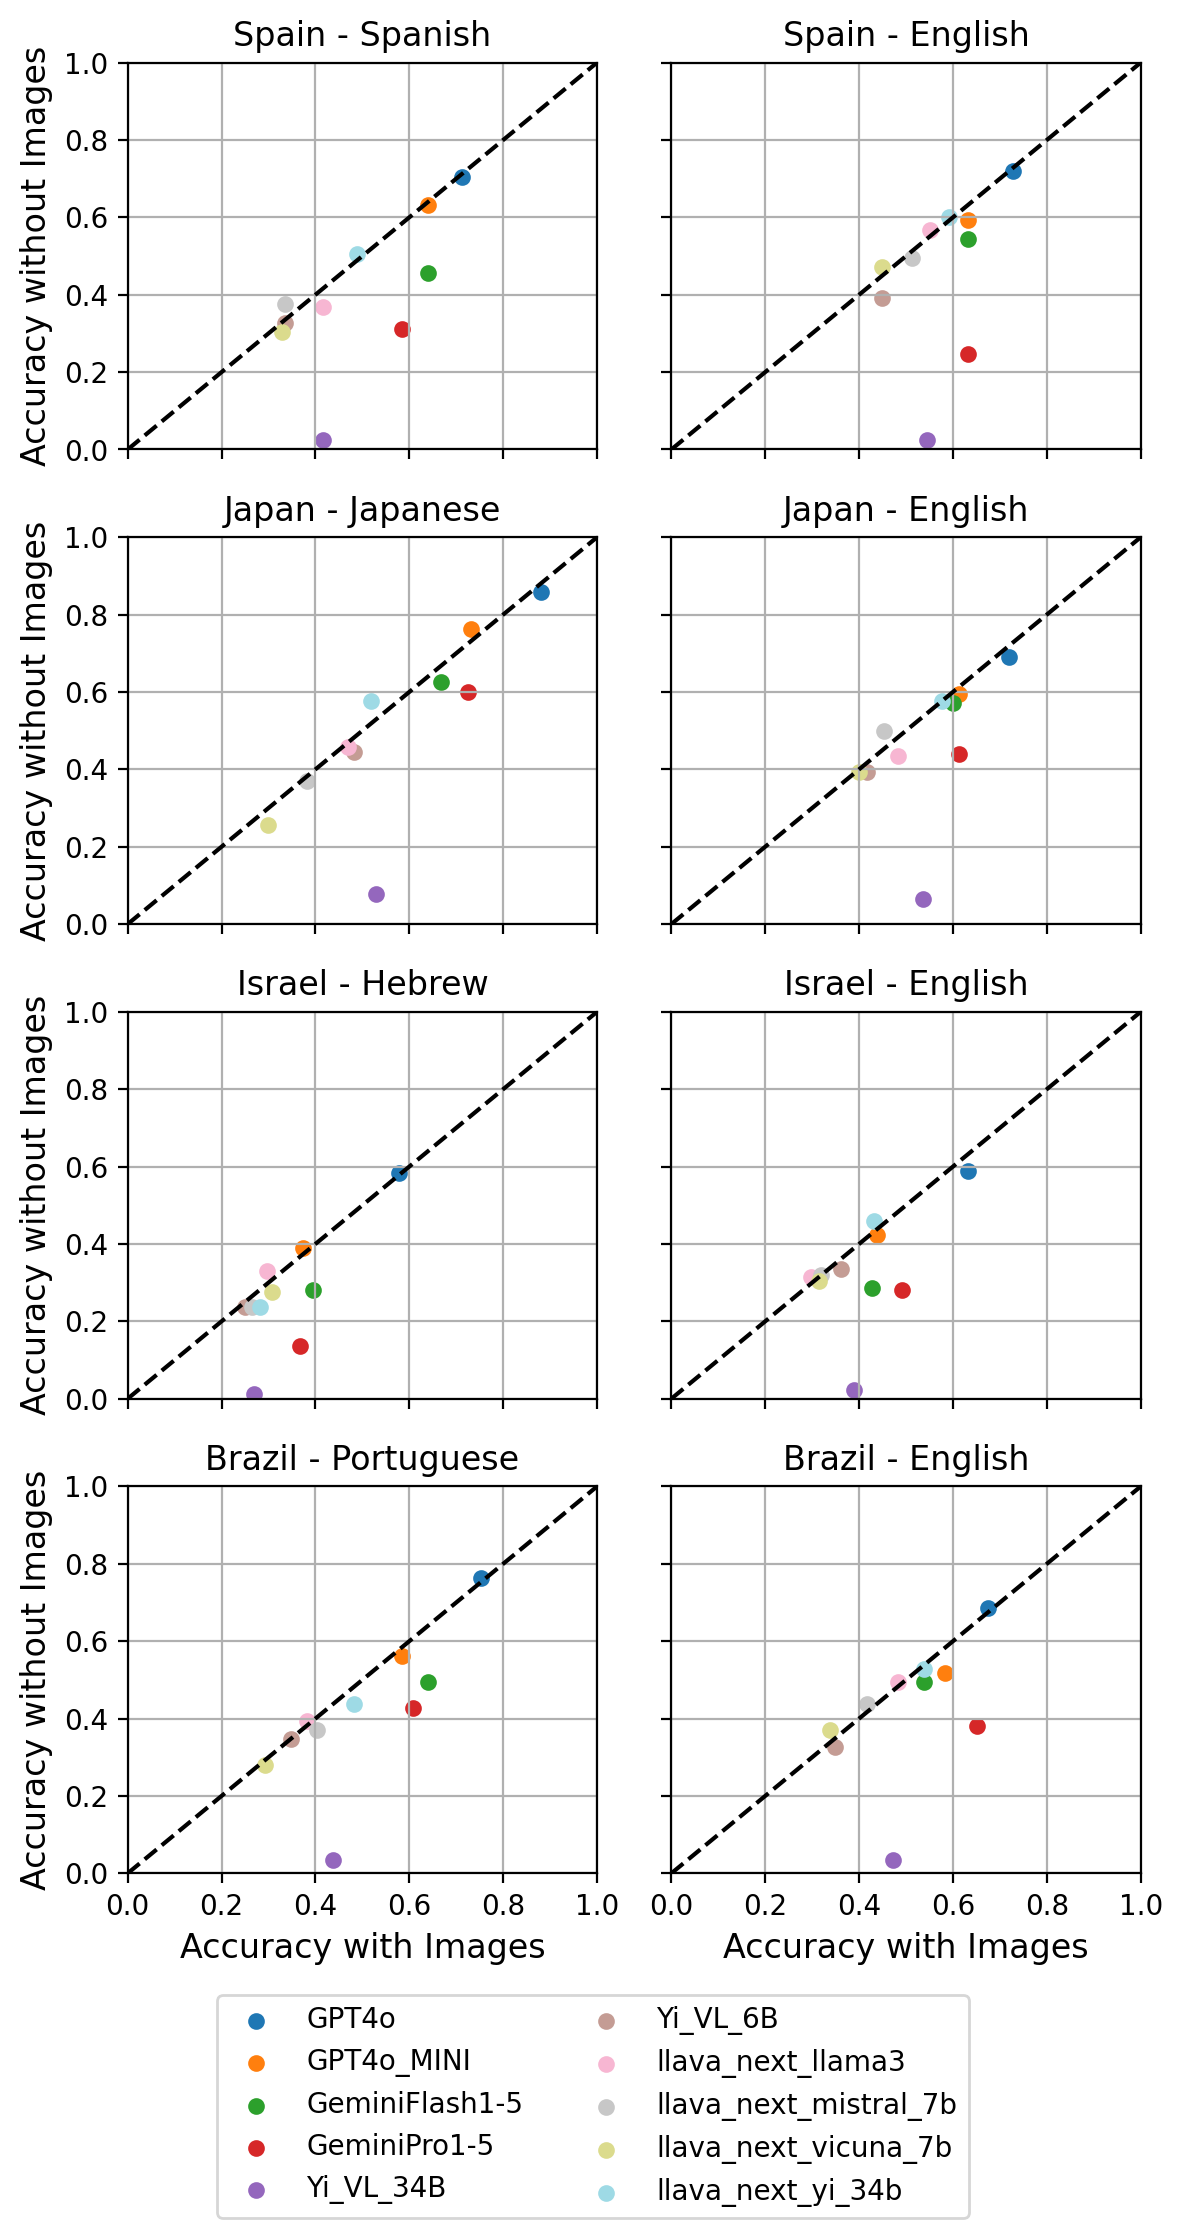 Spain - Spanish
Spain - English
Accuracy without Images
1.0
0.8
0.6
0.4
0.2
0.0
Japan - Japanese
Japan - English
Accuracy without Images
1.0
0.8
0.6
0.4
0.2
0.0
Israel - Hebrew
Israel - English
Accuracy without Images
1.0
0.8
0.6
0.4
0.2
0.0
Brazil - Portuguese
Brazil - English
Accuracy without Images
1.0
0.8
0.6
0.4
0.2
0.0
0.0 0.2 0.4 0.6 0.8 1.0
0.0 0.2 0.4 0.6 0.8 1.0
Accuracy with Images
Accuracy with Images
GPT4o
GPT4o_MINI
GeminiFlash1-5
GeminiPro1-5
Yi_VL_34B
Yi_VL_6B
llava_next_llama3
llava_next_mistral_7b
llava_next_vicuna_7b
llava_next_yi_34b